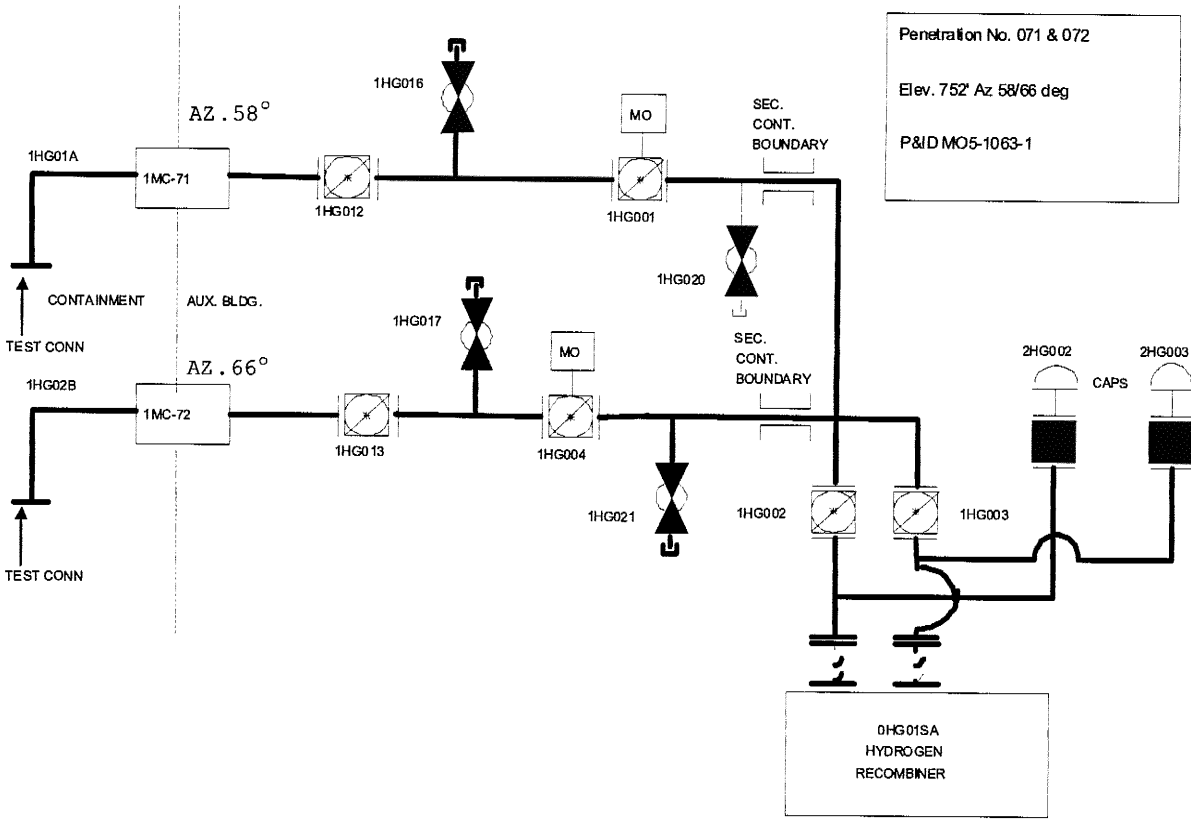 Penetration No. 071 & 072
Elev. 752' Az 58/66 deg
P&ID MO5-1063-1
1HG016
MO
SEC.
CONT.
BOUNDARY
AZ.58°
1HG01A
1MC-71
1HG012
1HG001
1HG020
CONTAINMENT
AUX. BLDG.
TEST CONN
1HG017
MO
SEC.
CONT.
BOUNDARY
AZ.66°
1HG02B
1MC-72
1HG013
1HG004
1HG021
2HG002
2HG003
CAPS
1HG002
1HG003
TEST CONN
0HG01SA
HYDROGEN
RECOMBINER